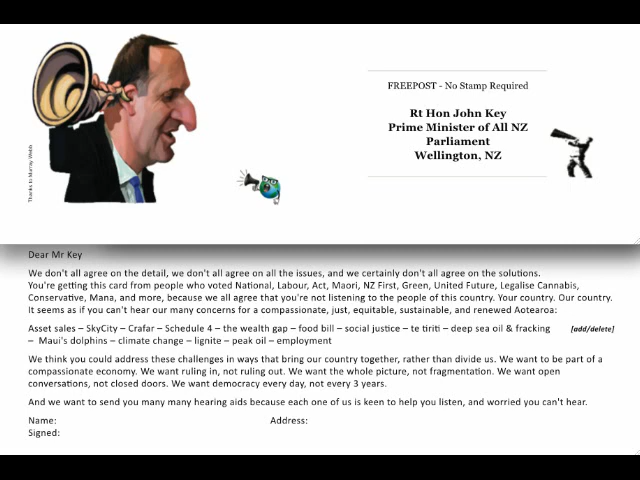 Thanks to Murray Webb
FREEPOST - No Stamp Required
Rt Hon John Key
Prime Minister of All NZ
Parliament
Wellington, NZ
Dear Mr Key
We don't all agree on the detail, we don't all agree on all the issues, and we certainly don't all agree on the solutions.
You're getting this card from people who voted National, Labour, Act, Maori, NZ First, Green, United Future, Legalise Cannabis,
Conservative, Mana, and more, because we all agree that you're not listening to the people of this country. Your country. Our country.
It seems as if you can't hear our many concerns for a compassionate, just, equitable, sustainable, and renewed Aotearoa:
Asset sales – SkyCity – Crafar – Schedule 4 – the wealth gap – food bill – social justice – te tiriti – deep sea oil & fracking [add/delete]
– Maui's dolphins – climate change – lignite – peak oil – employment
We think you could address these challenges in ways that bring our country together, rather than divide us. We want to be part of a
compassionate economy. We want ruling in, not ruling out. We want the whole picture, not fragmentation. We want open
conversations, not closed doors. We want democracy every day, not every 3 years.
And we want to send you many many hearing aids because each one of us is keen to help you listen, and worried you can't hear.
Name: Address:
Signed: